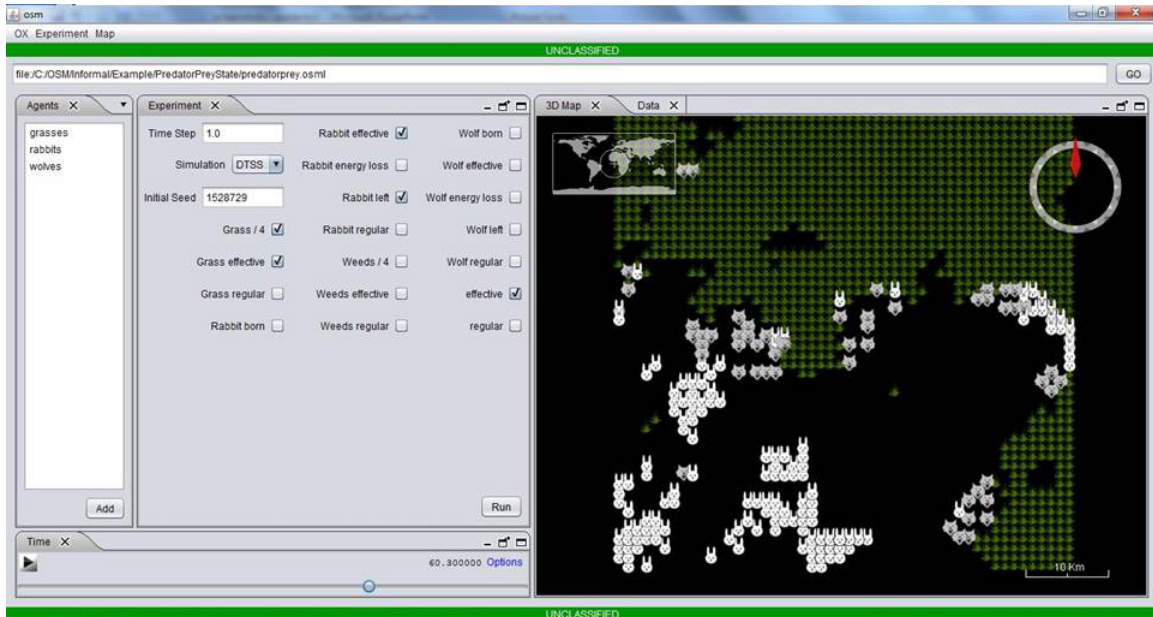 osm
OX Experiment Map
UNCLASSIFIED
file:/C:/OSM/Informal/Example/PredatorPreyState/predatorprey.osml
GO
Agents X
grasses
rabbits
wolves
Add
Experiment X
Time Step 1.0
Rabbit effective
Wolf born
Simulation DTSS
Rabbit energy loss
Wolf effective
Initial Seed 1528729
Rabbit left
Wolf energy loss
Grass / 4
Rabbit regular
Wolf left
Grass effective
Weeds / 4
Wolf regular
Grass regular
Weeds effective
effective
Rabbit born
Weeds regular
regular
Run
3D Map X
Data X
10 Km
Time X
60.300000 Options
UNCLASSIFIED